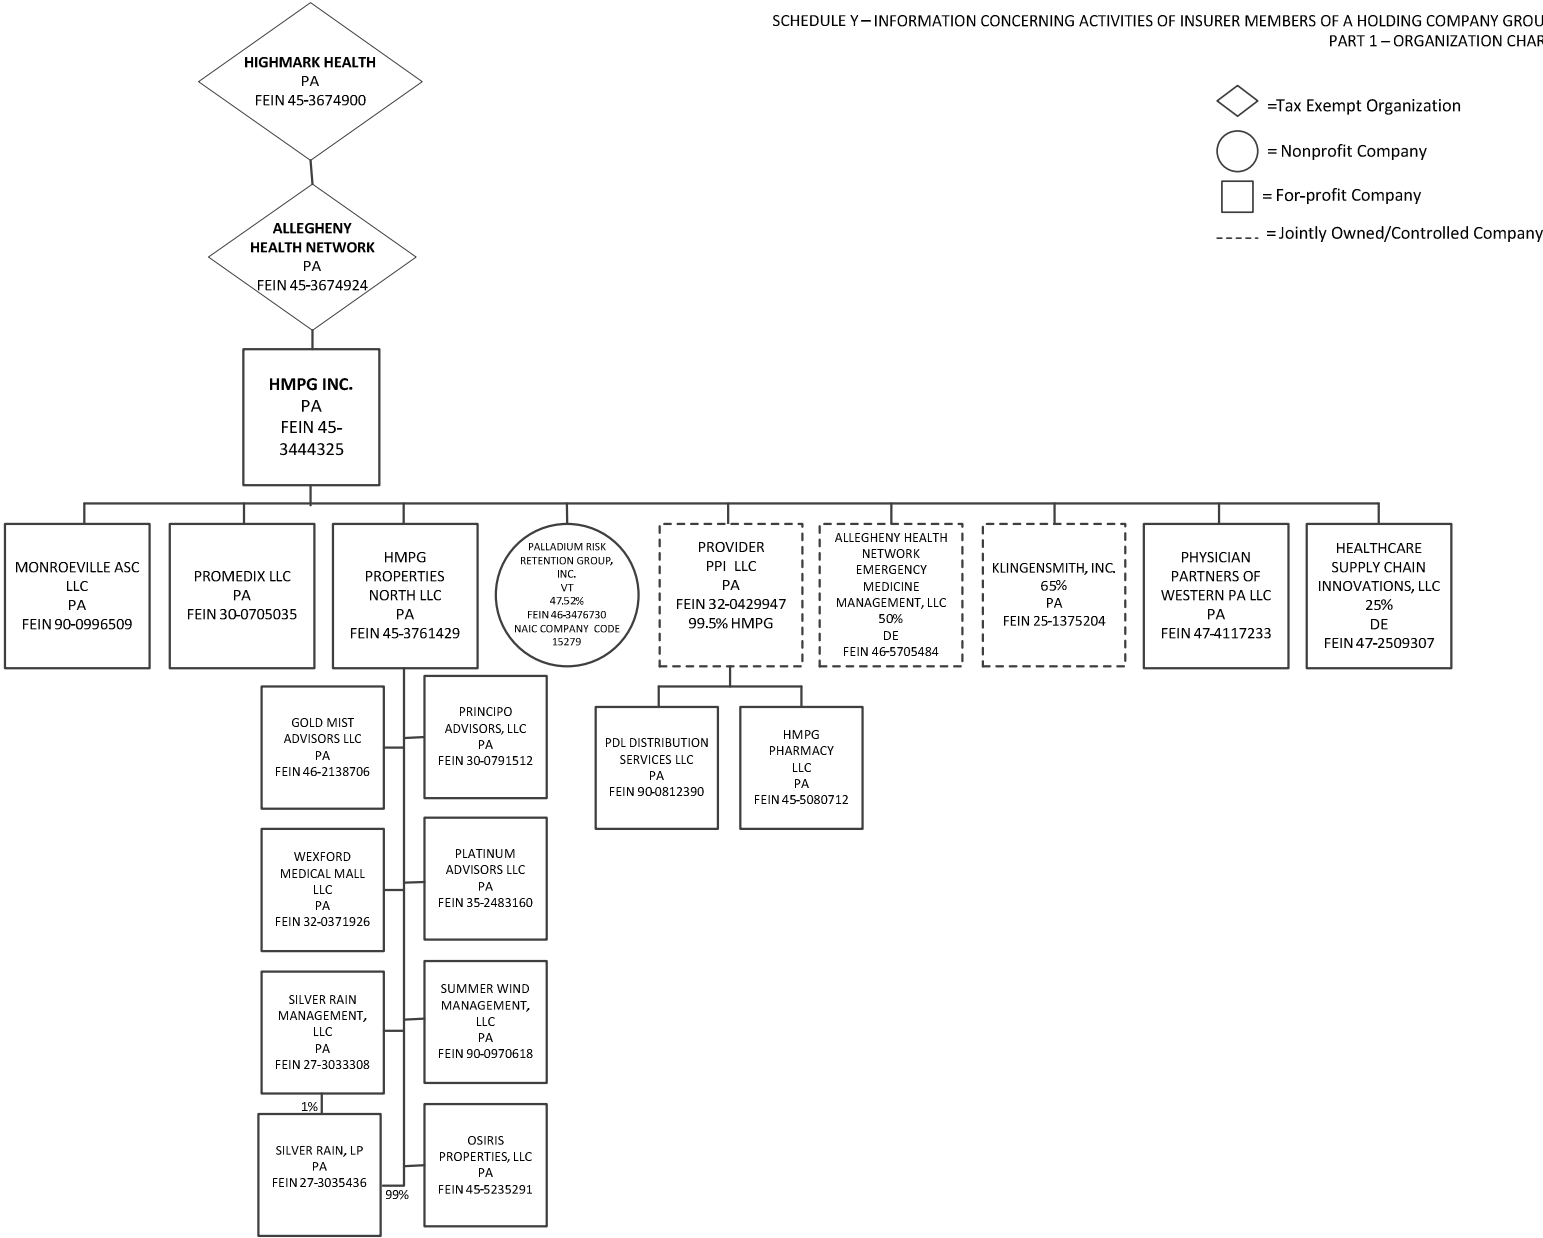 SCHEDULE Y – INFORMATION CONCERNING ACTIVITIES OF INSURER MEMBERS OF A HOLDING COMPANY GROU
PART 1 – ORGANIZATION CHAR
=Tax Exempt Organization
= Nonprofit Company
= For-profit Company
= Jointly Owned/Controlled Company
HIGHMARK HEALTH
PA
FEIN 45-3674900
ALLEGHENY
HEALTH NETWORK
PA
FEIN 45-3674924
HMPG INC.
PA
FEIN 45-
3444325
MONROEVILLE ASC
LLC
PA
FEIN 90-0996509
PROMEDIX LLC
PA
FEIN 30-0705035
HMPG
PROPERTIES
NORTH LLC
PA
FEIN 45-3761429
PALLADIUM RISK
RETENTION GROUP,
INC.
VT
47.52%
FEIN 46-3476730
NAIC COMPANY CODE
15279
PROVIDER
PPI LLC
PA
FEIN 32-0429947
99.5% HMPG
ALLEGHENY HEALTH
NETWORK
EMERGENCY
MEDICINE
MANAGEMENT, LLC
50%
DE
FEIN 46-5705484
KLINGENSMITH, INC.
65%
PA
FEIN 25-1375204
PHYSICIAN
PARTNERS OF
WESTERN PA LLC
PA
FEIN 47-4117233
HEALTHCARE
SUPPLY CHAIN
INNOVATIONS, LLC
25%
DE
FEIN 47-2509307
GOLD MIST
ADVISORS LLC
PA
FEIN 46-2138706
PRINCIPO
ADVISORS, LLC
PA
FEIN 30-0791512
PDL DISTRIBUTION
SERVICES LLC
PA
FEIN 90-0812390
HMPG
PHARMACY
LLC
PA
FEIN 45-5080712
WEXFORD
MEDICAL MALL
LLC
PA
FEIN 32-0371926
PLATINUM
ADVISORS LLC
PA
FEIN 35-2483160
SILVER RAIN
MANAGEMENT,
LLC
PA
FEIN 27-3033308
SUMMER WIND
MANAGEMENT,
LLC
PA
FEIN 90-0970618
1%
SILVER RAIN, LP
PA
FEIN 27-3035436
99%
OSIRIS
PROPERTIES, LLC
PA
FEIN 45-5235291